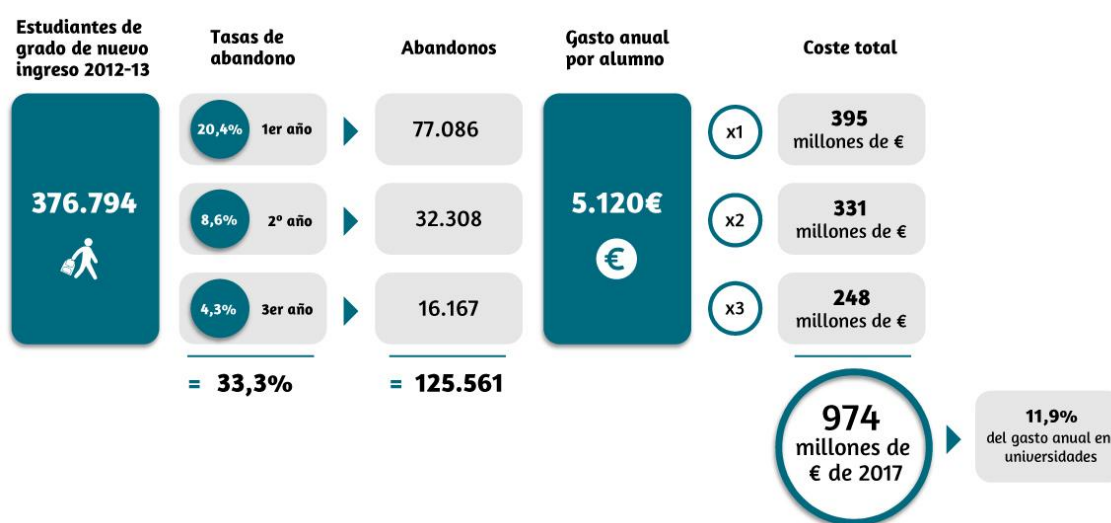 Estudiantes de
grado de nuevo
ingreso 2012-13
Tasas de
abandono
Abandonos
Gasto anual
por alumno
Coste total
376.794
20,4% 1er año
77.086
5.120€
€
x1
395
millones de €
8,6% 2º año
32.308
x2
331
millones de €
4,3% 3er año
16.167
x3
248
millones de €
= 33,3%
= 125.561
974
millones de
€ de 2017
11,9%
del gasto anual en
universidades